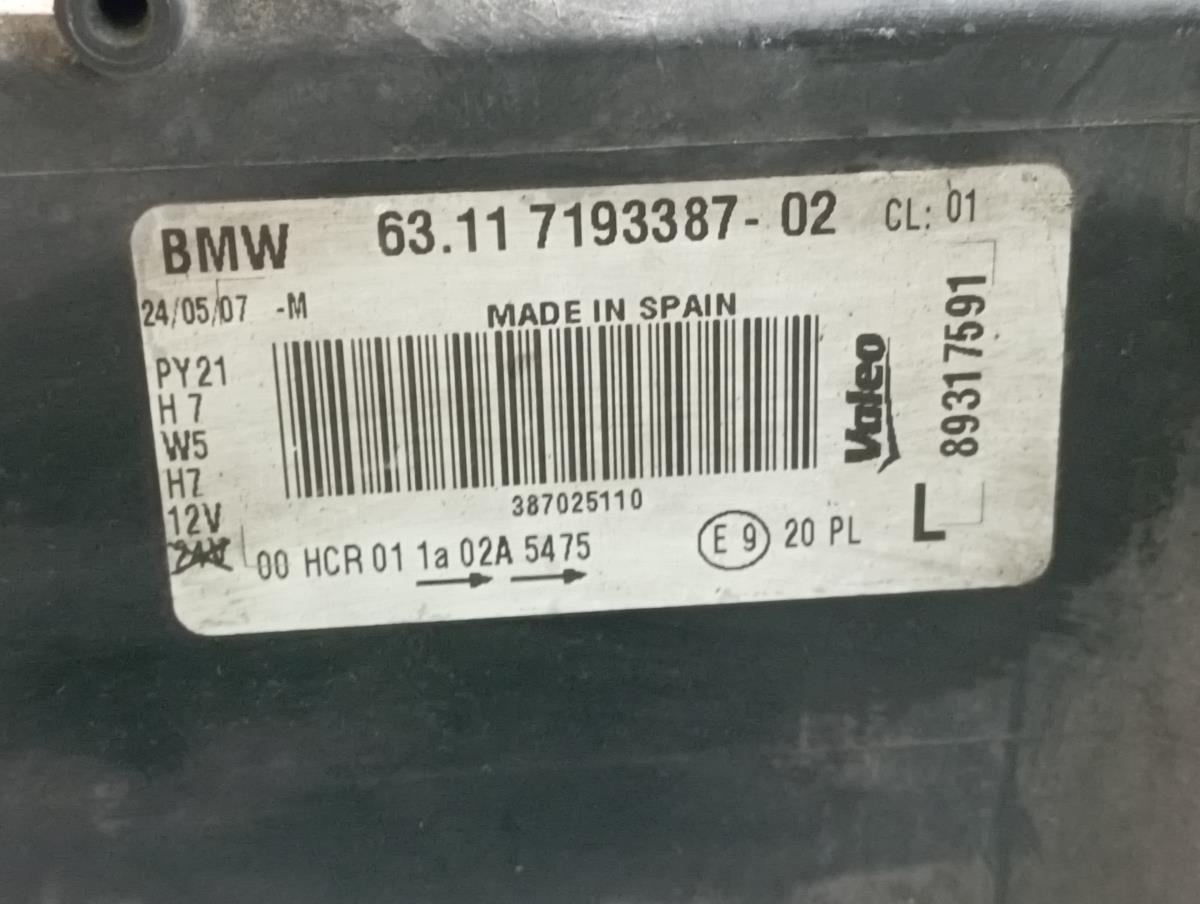 BMW 63.11 7193387- 02 CL: 01
24/05/07 -M
MADE IN SPAIN
PY21
H7
W5
H7
12V
24V
387025110
Valeo
89317591
L
00 HCR 01 1a 02A 5475
E 9 20 PL